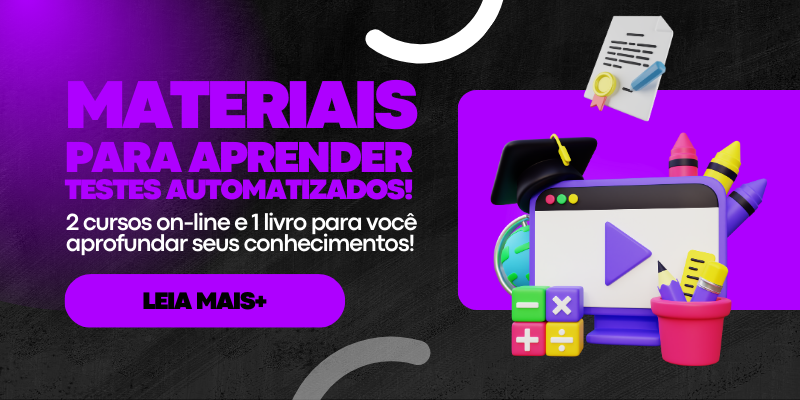 MATERIAIS
PARA APRENDER
TESTES AUTOMATIZADOS!
2 cursos on-line e 1 livro para você
aprofundar seus conhecimentos!
LEIA MAIS+